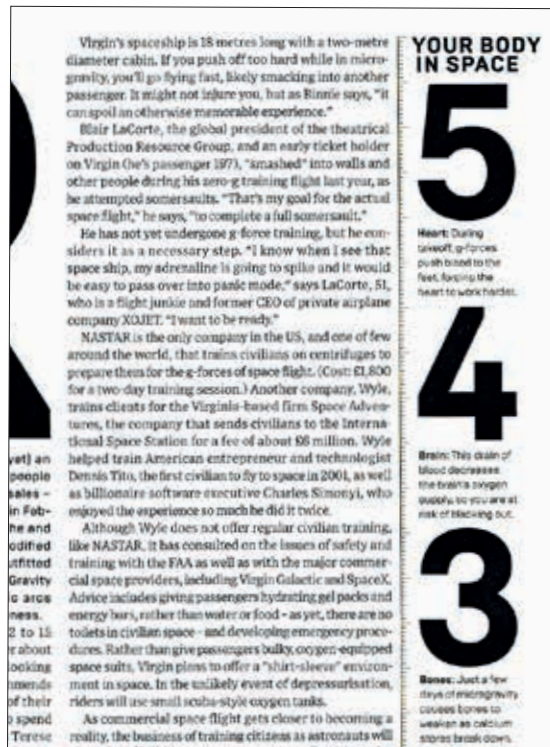 Virgin's spaceship is 18 metres long with a two-metre
diameter cabin. If you push off too hard while in micro-
gravity, you'll go flying fast, likely smacking into another
passenger. It might not injure you, but as Binnie says, "it
can spoil an otherwise memorable experience."
Blair LaCorte, the global president of the theatrical
Production Resource Group, and an early ticket holder
on Virgin (he's passenger 197), "smashed" into walls and
other people during his zero-g training flight last year, as
he attempted somersaults. "That's my goal for the actual
space flight," he says, "to complete a full somersault."
He has not yet undergone g-force training, but he con-
siders it as a necessary step. "I know when I see that
space ship, my adrenaline is going to spike and it would
be easy to pass over into panic mode," says LaCorte, 51,
who is a flight junkie and former CEO of private airplane
company XOJET. "I want to be ready."
NASTAR is the only company in the US, and one of few
around the world, that trains civilians on centrifuges to
prepare them for the g-forces of space flight. (Cost: £1,800
for a two-day training session.) Another company, Wyle,
trains clients for the Virginia-based firm Space Adven-
tures, the company that sends civilians to the Interna-
tional Space Station for a fee of about £6 million. Wyle
helped train American entrepreneur and technologist
Dennis Tito, the first civilian to fly to space in 2001, as well
as billionaire software executive Charles Simonyi, who
enjoyed the experience so much he did it twice.
Although Wyle does not offer regular civilian training,
like NASTAR, it has consulted on the issues of safety and
training with the FAA as well as with the major commer-
cial space providers, including Virgin Galactic and SpaceX.
Advice includes giving passengers hydrating gel packs and
energy bars, rather than water or food – as yet, there are no
toilets in civilian space – and developing emergency proce-
dures. Rather than give passengers bulky, oxygen-equipped
space suits, Virgin plans to offer a "shirt-sleeve" environ-
ment in space. In the unlikely event of depressurisation,
riders will use small scuba-style oxygen tanks.
As commercial space flight gets closer to becoming a
reality, the business of training citizens as astronauts will
YOUR BODY
IN SPACE
5
Heart: During
takeoff, g-forces
push blood to the
feet, forcing the
heart to work harder.
4
Brain: This drain of
blood decreases
the brain's oxygen
supply, so you are at
risk of blacking out.
3
Bones: Just a few
days of microgravity
causes bones to
weaken as calcium
stores break down.
yet) an
people
sales –
in Feb-
he and
odified
utfitted
Gravity
c arcs
ness.
2 to 15
r about
ooking
mends
of their
o spend
Terese